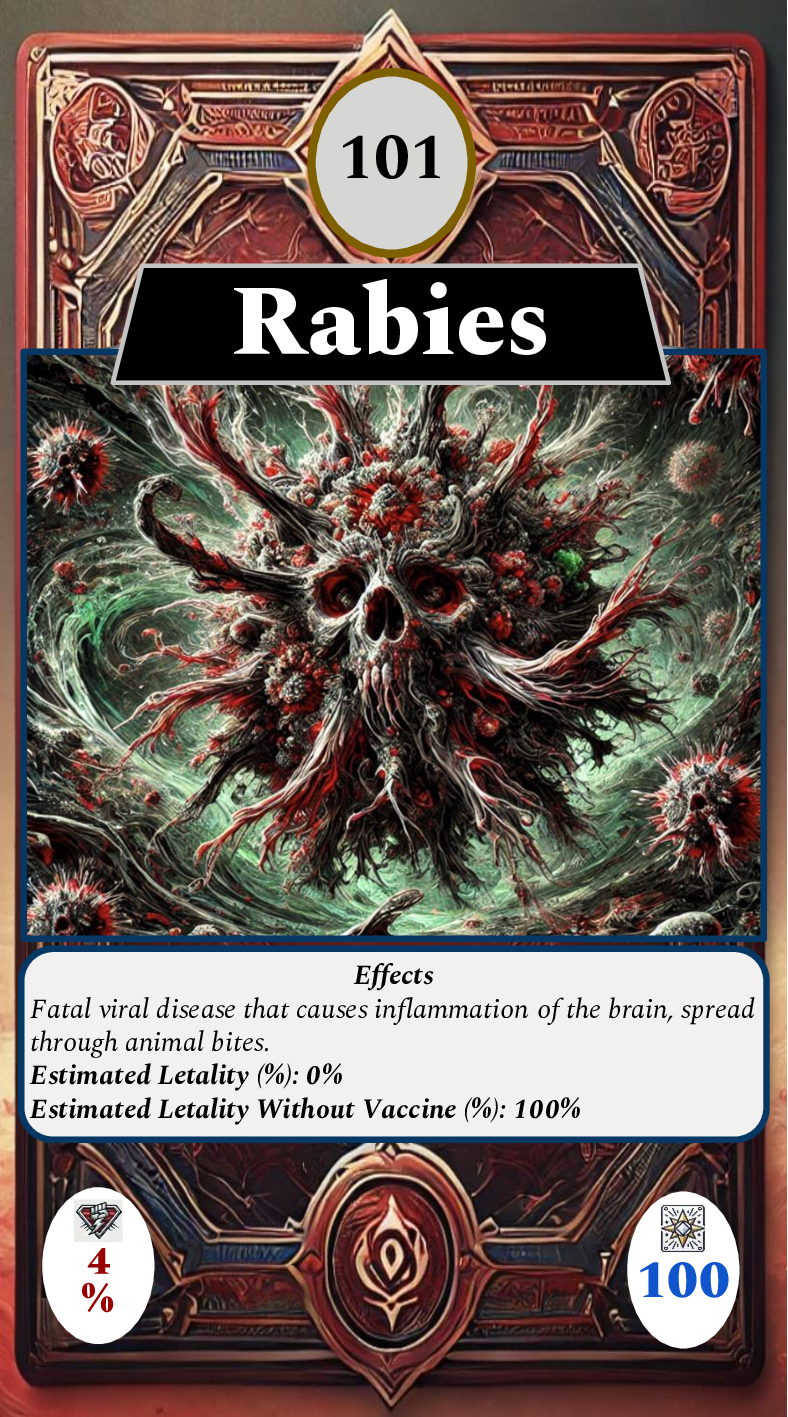 101
Rabies
Effects
Fatal viral disease that causes inflammation of the brain, spread
through animal bites.
Estimated Letality (%): 0%
Estimated Letality Without Vaccine (%): 100%
4
%
100